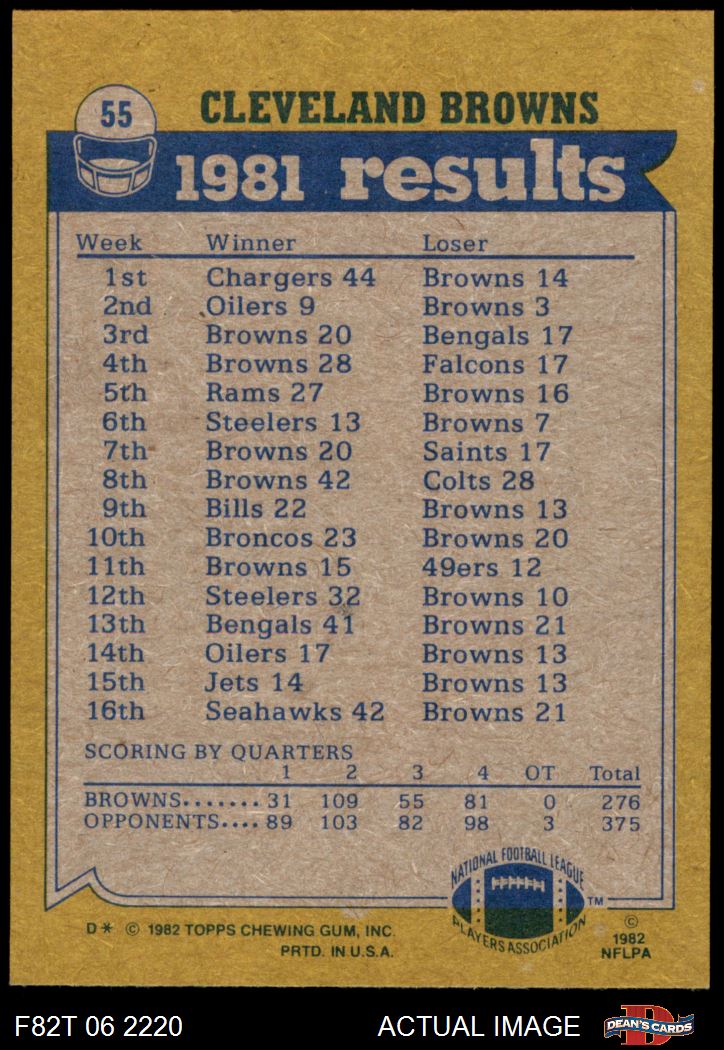 55
CLEVELAND BROWNS
1981 results
Week Winner Loser
1st Chargers 44 Browns 14
2nd Oilers 9 Browns 3
3rd Browns 20 Bengals 17
4th Browns 28 Falcons 17
5th Rams 27 Browns 16
6th Steelers 13 Browns 7
7th Browns 20 Saints 17
8th Browns 42 Colts 28
9th Bills 22 Browns 13
10th Broncos 23 Browns 20
11th Browns 15 49ers 12
12th Steelers 32 Browns 10
13th Bengals 41 Browns 21
14th Oilers 17 Browns 13
15th Jets 14 Browns 13
16th Seahawks 42 Browns 21
SCORING BY QUARTERS
1 2 3 4 OT Total
BROWNS....... 31 109 55 81 0 276
OPPONENTS.... 89 103 82 98 3 375
NATIONAL FOOTBALL LEAGUE
PLAYERS ASSOCIATION
TM
D* © 1982 TOPPS CHEWING GUM, INC.
PRTD. IN U.S.A.
©
1982
NFLPA
F82T 06 2220 ACTUAL IMAGE
D
DEAN'S CARDS